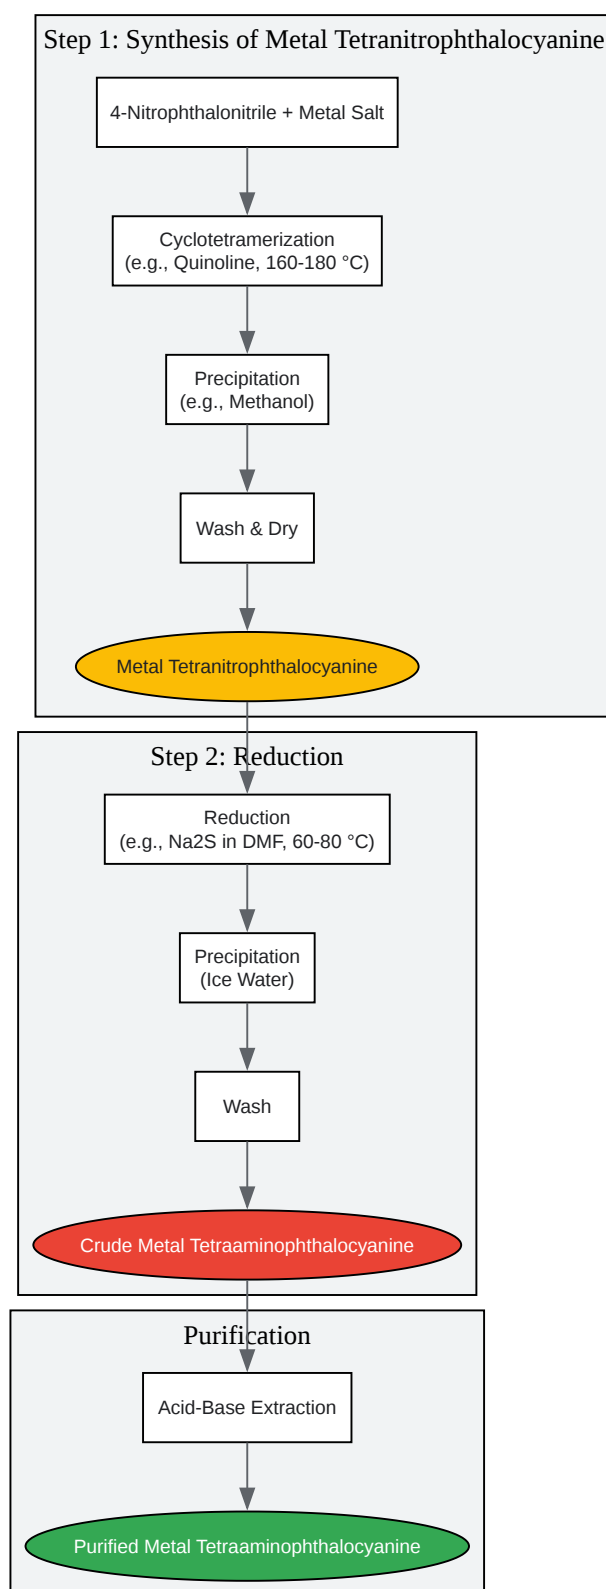 Step 1: Synthesis of Metal Tetranitrophthalocyanine
4-Nitrophthalonitrile + Metal Salt
Cyclotetramerization
(e.g., Quinoline, 160-180 °C)
Precipitation
(e.g., Methanol)
Wash & Dry
Metal Tetranitrophthalocyanine
Step 2: Reduction
Reduction
(e.g., Na2S in DMF, 60-80 °C)
Precipitation
(Ice Water)
Wash
Crude Metal Tetraaminophthalocyanine
Purification
Acid-Base Extraction
Purified Metal Tetraaminophthalocyanine